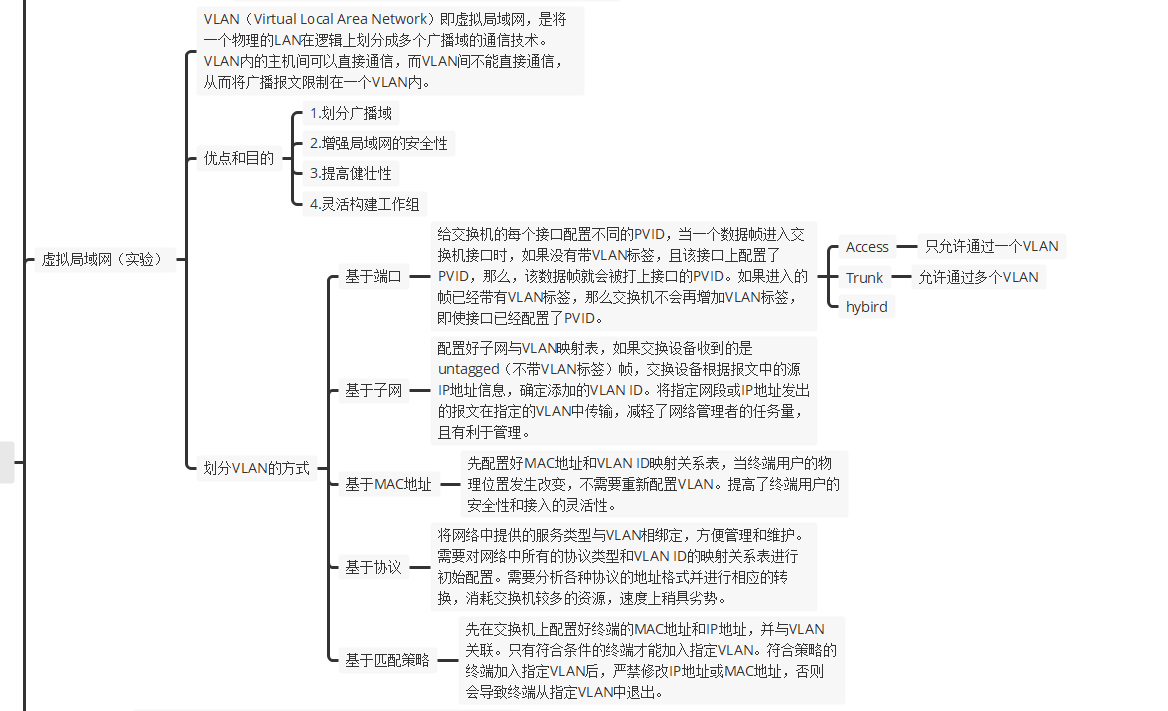 VLAN（Virtual Local Area Network）即虚拟局域网，是将
一个物理的LAN在逻辑上划分成多个广播域的通信技术。
VLAN内的主机间可以直接通信，而VLAN间不能直接通信，
从而将广播报文限制在一个VLAN内。
优点和目的
1.划分广播域
2.增强局域网的安全性
3.提高健壮性
4.灵活构建工作组
虚拟局域网（实验）
划分VLAN的方式
基于端口
给交换机的每个接口配置不同的PVID，当一个数据帧进入交
换机接口时，如果没有带VLAN标签，且该接口上配置了
PVID，那么，该数据帧就会被打上接口的PVID。如果进入的
帧已经带有VLAN标签，那么交换机不会再增加VLAN标签，
即使接口已经配置了PVID。
Access
只允许通过一个VLAN
Trunk
允许通过多个VLAN
hybird
基于子网
配置好子网与VLAN映射表，如果交换设备收到的是
untagged（不带VLAN标签）帧，交换设备根据报文中的源
IP地址信息，确定添加的VLAN ID。将指定网段或IP地址发出
的报文在指定的VLAN中传输，减轻了网络管理者的任务量，
且有利于管理。
基于MAC地址
先配置好MAC地址和VLAN ID映射关系表，当终端用户的物
理位置发生改变，不需要重新配置VLAN。提高了终端用户的
安全性和接入的灵活性。
基于协议
将网络中提供的服务类型与VLAN相绑定，方便管理和维护。
需要对网络中所有的协议类型和VLAN ID的映射关系表进行
初始配置。需要分析各种协议的地址格式并进行相应的转
换，消耗交换机较多的资源，速度上稍具劣势。
基于匹配策略
先在交换机上配置好终端的MAC地址和IP地址，并与VLAN
关联。只有符合条件的终端才能加入指定VLAN。符合策略的
终端加入指定VLAN后，严禁修改IP地址或MAC地址，否则
会导致终端从指定VLAN中退出。